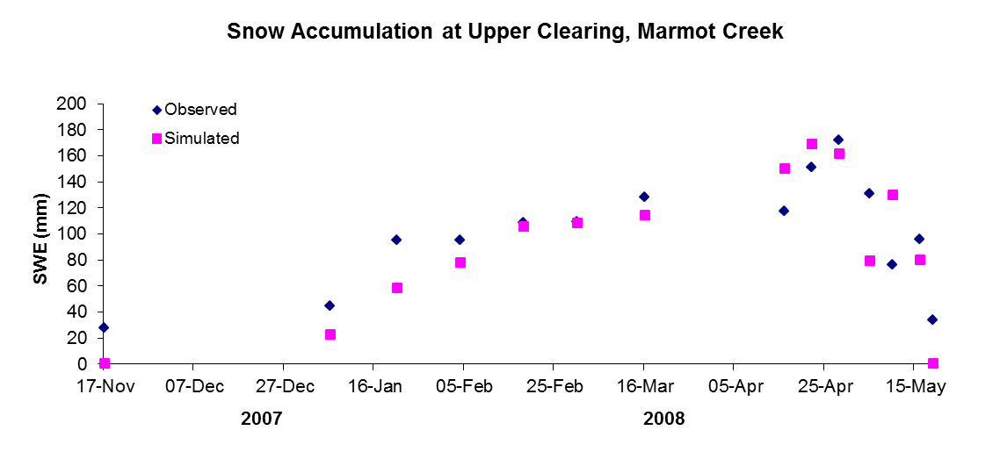 Snow Accumulation at Upper Clearing, Marmot Creek
Observed
Simulated
SWE (mm)
200
180
160
140
120
100
80
60
40
20
0
17-Nov 07-Dec 27-Dec 16-Jan 05-Feb 25-Feb 16-Mar 05-Apr 25-Apr 15-May
2007 2008